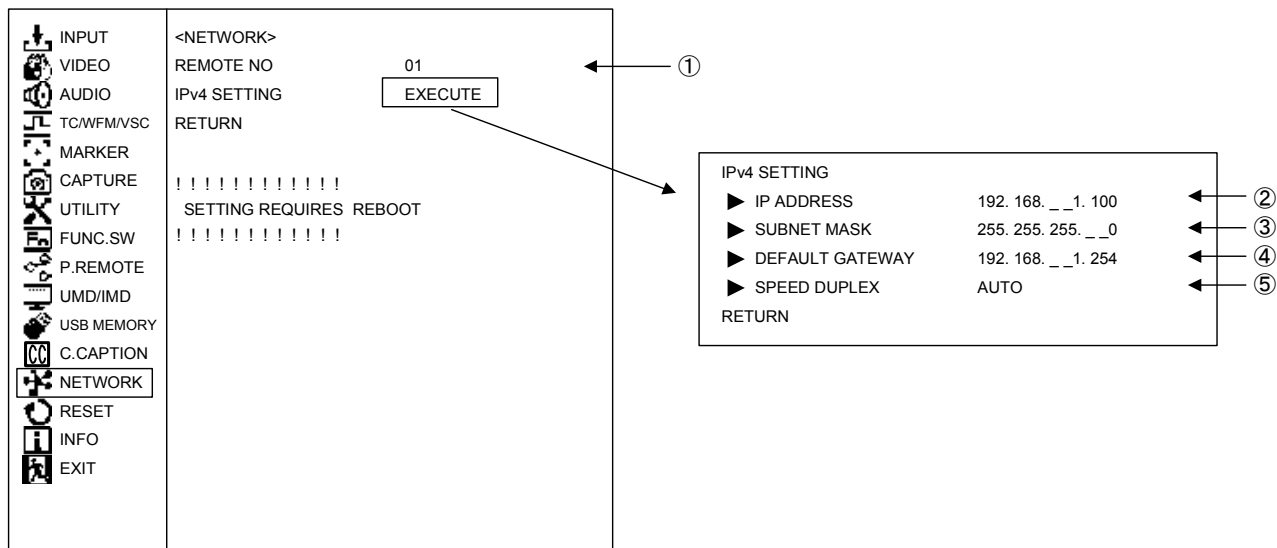 INPUT
VIDEO
AUDIO
TC/WFM/VSC
MARKER
CAPTURE
UTILITY
Fn FUNC.SW
P.REMOTE
UMD/IMD
USB MEMORY
CC C.CAPTION
NETWORK
RESET
i INFO
EXIT
<NETWORK>
REMOTE NO 01 ①
IPv4 SETTING EXECUTE
RETURN
! ! ! ! ! ! ! ! ! ! ! !
SETTING REQUIRES REBOOT
! ! ! ! ! ! ! ! ! ! ! !
IPv4 SETTING
▶ IP ADDRESS 192. 168. _ _1. 100 ②
▶ SUBNET MASK 255. 255. 255. _ _0 ③
▶ DEFAULT GATEWAY 192. 168. _ _1. 254 ④
▶ SPEED DUPLEX AUTO ⑤
RETURN